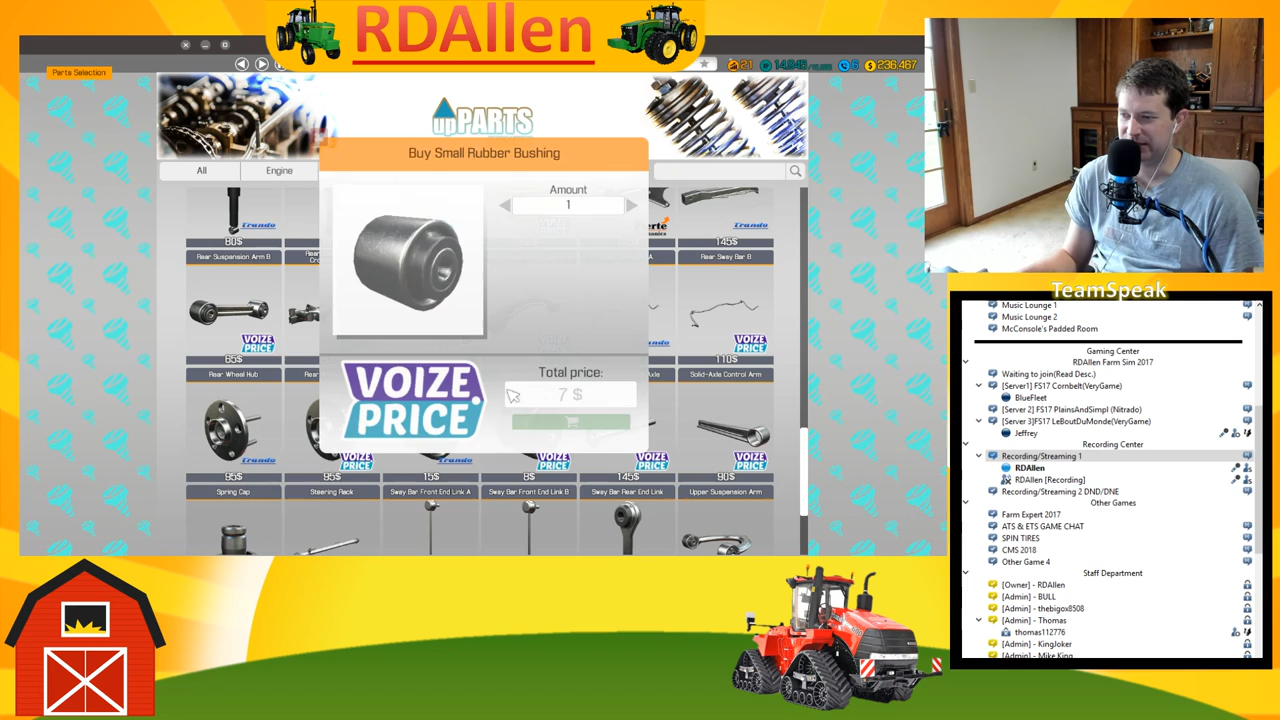 RDAllen
Parts Selection
21
236,467
upPARTS
Buy Small Rubber Bushing
All
Engine
Amount
1
80$
145$
Rear Suspension Arm B
Rear Sway Bar B
VOIZE PRICE
VOIZE PRICE
65$
110$
Rear Wheel Hub
Solid-Axle Control Arm
VOIZE.
PRICE
Total price:
7 $
95$
95$
15$
8$
145$
90$
Spring Cap
Steering Rack
Sway Bar Front End Link A
Sway Bar Front End Link B
Sway Bar Rear End Link
Upper Suspension Arm
TeamSpeak
Music Lounge 1
Music Lounge 2
McConsole's Padded Room
Gaming Center
RDAllen Farm Sim 2017
Waiting to join(Read Desc.)
[Server1] FS17 Cornbelt(VeryGame)
BlueFleet
[Server 2] FS17 PlainsAndSimpl (Nitrado)
[Server 3]FS17 LeBoutDuMonde(VeryGame)
Jeffrey
Recording Center
Recording/Streaming 1
RDAllen
RDAllen [Recording]
Recording/Streaming 2 DND/DNE
Other Games
Farm Expert 2017
ATS & ETS GAME CHAT
SPIN TIRES
CMS 2018
Other Game 4
Staff Department
[Owner] - RDAllen
[Admin] - BULL
[Admin] - thebigox8508
[Admin] - Thomas
thomas112776
[Admin] - KingJoker
[Admin] - Mike King